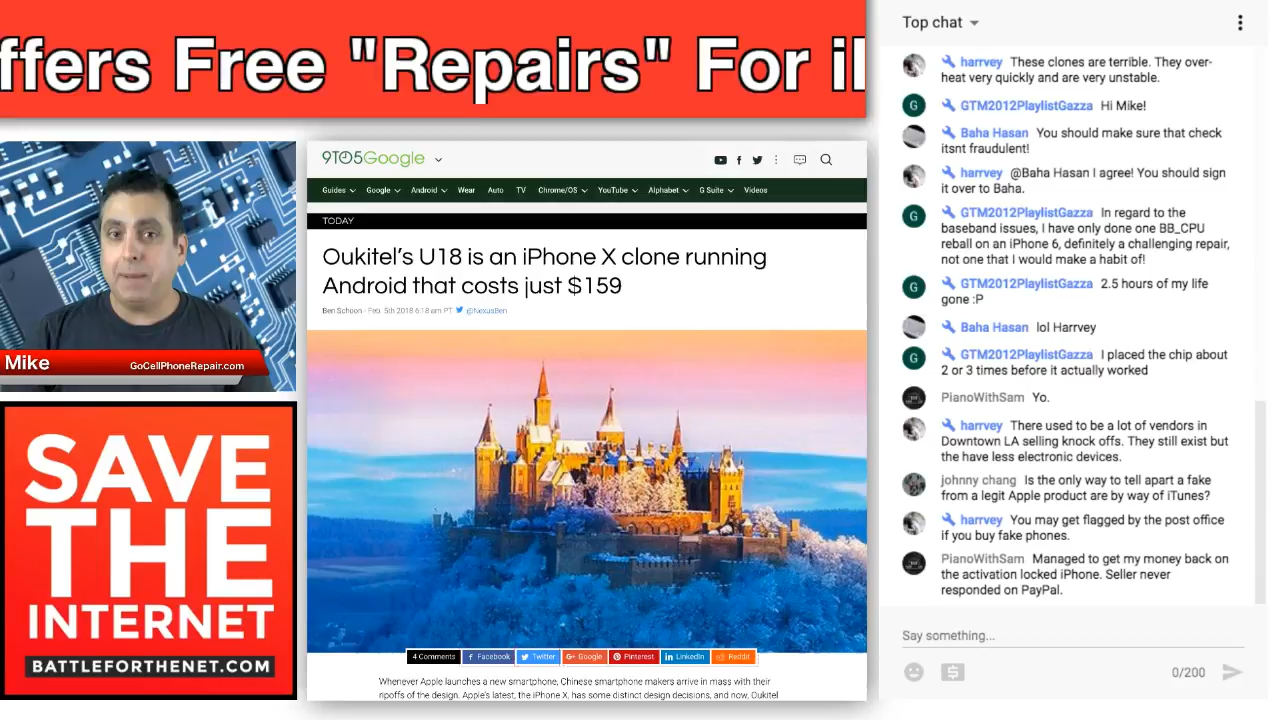 ffers Free "Repairs" For i
Mike
GoCellPhoneRepair.com
SAVE
THE
INTERNET
BATTLEFORTHENET.COM
9TO5Google
Guides Google Android Wear Auto TV Chrome/OS YouTube Alphabet G Suite Videos
TODAY
Oukitel's U18 is an iPhone X clone running
Android that costs just $159
Ben Schoon - Feb. 5th 2018 6:18 am PT @NexusBen
4 Comments Facebook Twitter G+ Google Pinterest LinkedIn Reddit
Whenever Apple launches a new smartphone, Chinese smartphone makers arrive in mass with their
ripoffs of the design. Apple's latest, the iPhone X, has some distinct design decisions, and now, Oukitel
Top chat
harrvey These clones are terrible. They over-
heat very quickly and are very unstable.
G GTM2012PlaylistGazza Hi Mike!
Baha Hasan You should make sure that check
itsnt fraudulent!
harrvey @Baha Hasan I agree! You should sign
it over to Baha.
G GTM2012PlaylistGazza In regard to the
baseband issues, I have only done one BB_CPU
reball on an iPhone 6, definitely a challenging repair,
not one that I would make a habit of!
G GTM2012PlaylistGazza 2.5 hours of my life
gone :P
Baha Hasan lol Harrvey
G GTM2012PlaylistGazza I placed the chip about
2 or 3 times before it actually worked
PianoWithSam Yo.
harrvey There used to be a lot of vendors in
Downtown LA selling knock offs. They still exist but
the have less electronic devices.
johnny chang Is the only way to tell apart a fake
from a legit Apple product are by way of iTunes?
harrvey You may get flagged by the post office
if you buy fake phones.
PianoWithSam Managed to get my money back on
the activation locked iPhone. Seller never
responded on PayPal.
Say something...
0/200